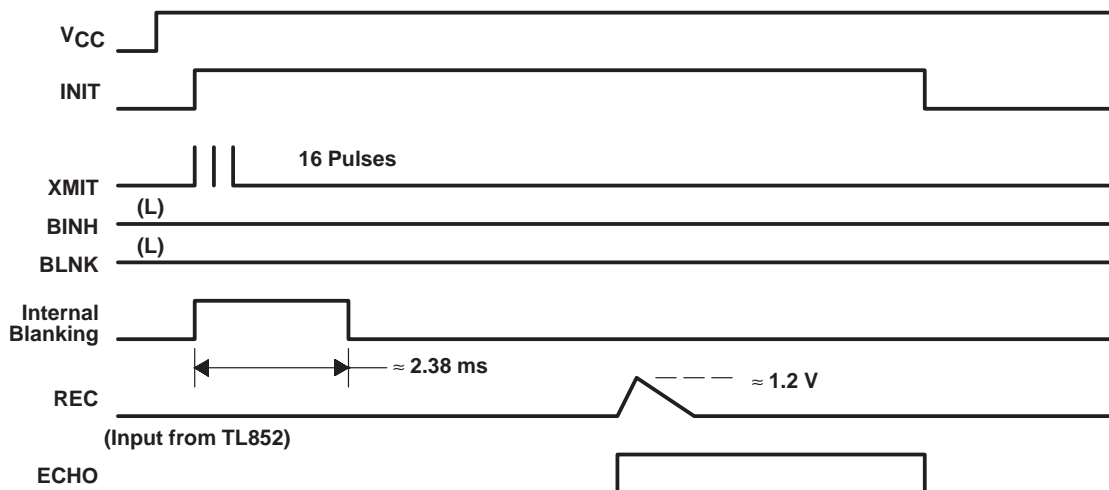 VCC
INIT
16 Pulses
XMIT
(L)
BINH
(L)
BLNK
Internal
Blanking
≈ 2.38 ms
≈ 1.2 V
REC
(Input from TL852)
ECHO